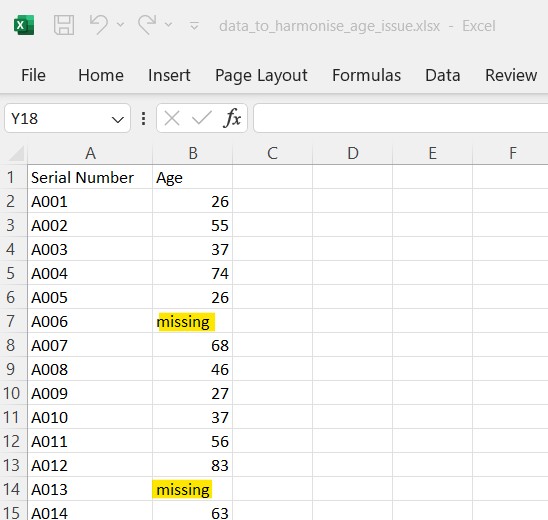 data_to_harmonise_age_issue.xlsx - Excel
File Home Insert Page Layout Formulas Data Review
Y18 fx
A B C D E F
1 Serial Number Age
2 A001 26
3 A002 55
4 A003 37
5 A004 74
6 A005 26
7 A006 missing
8 A007 68
9 A008 46
10 A009 27
11 A010 37
12 A011 56
13 A012 83
14 A013 missing
15 A014 63